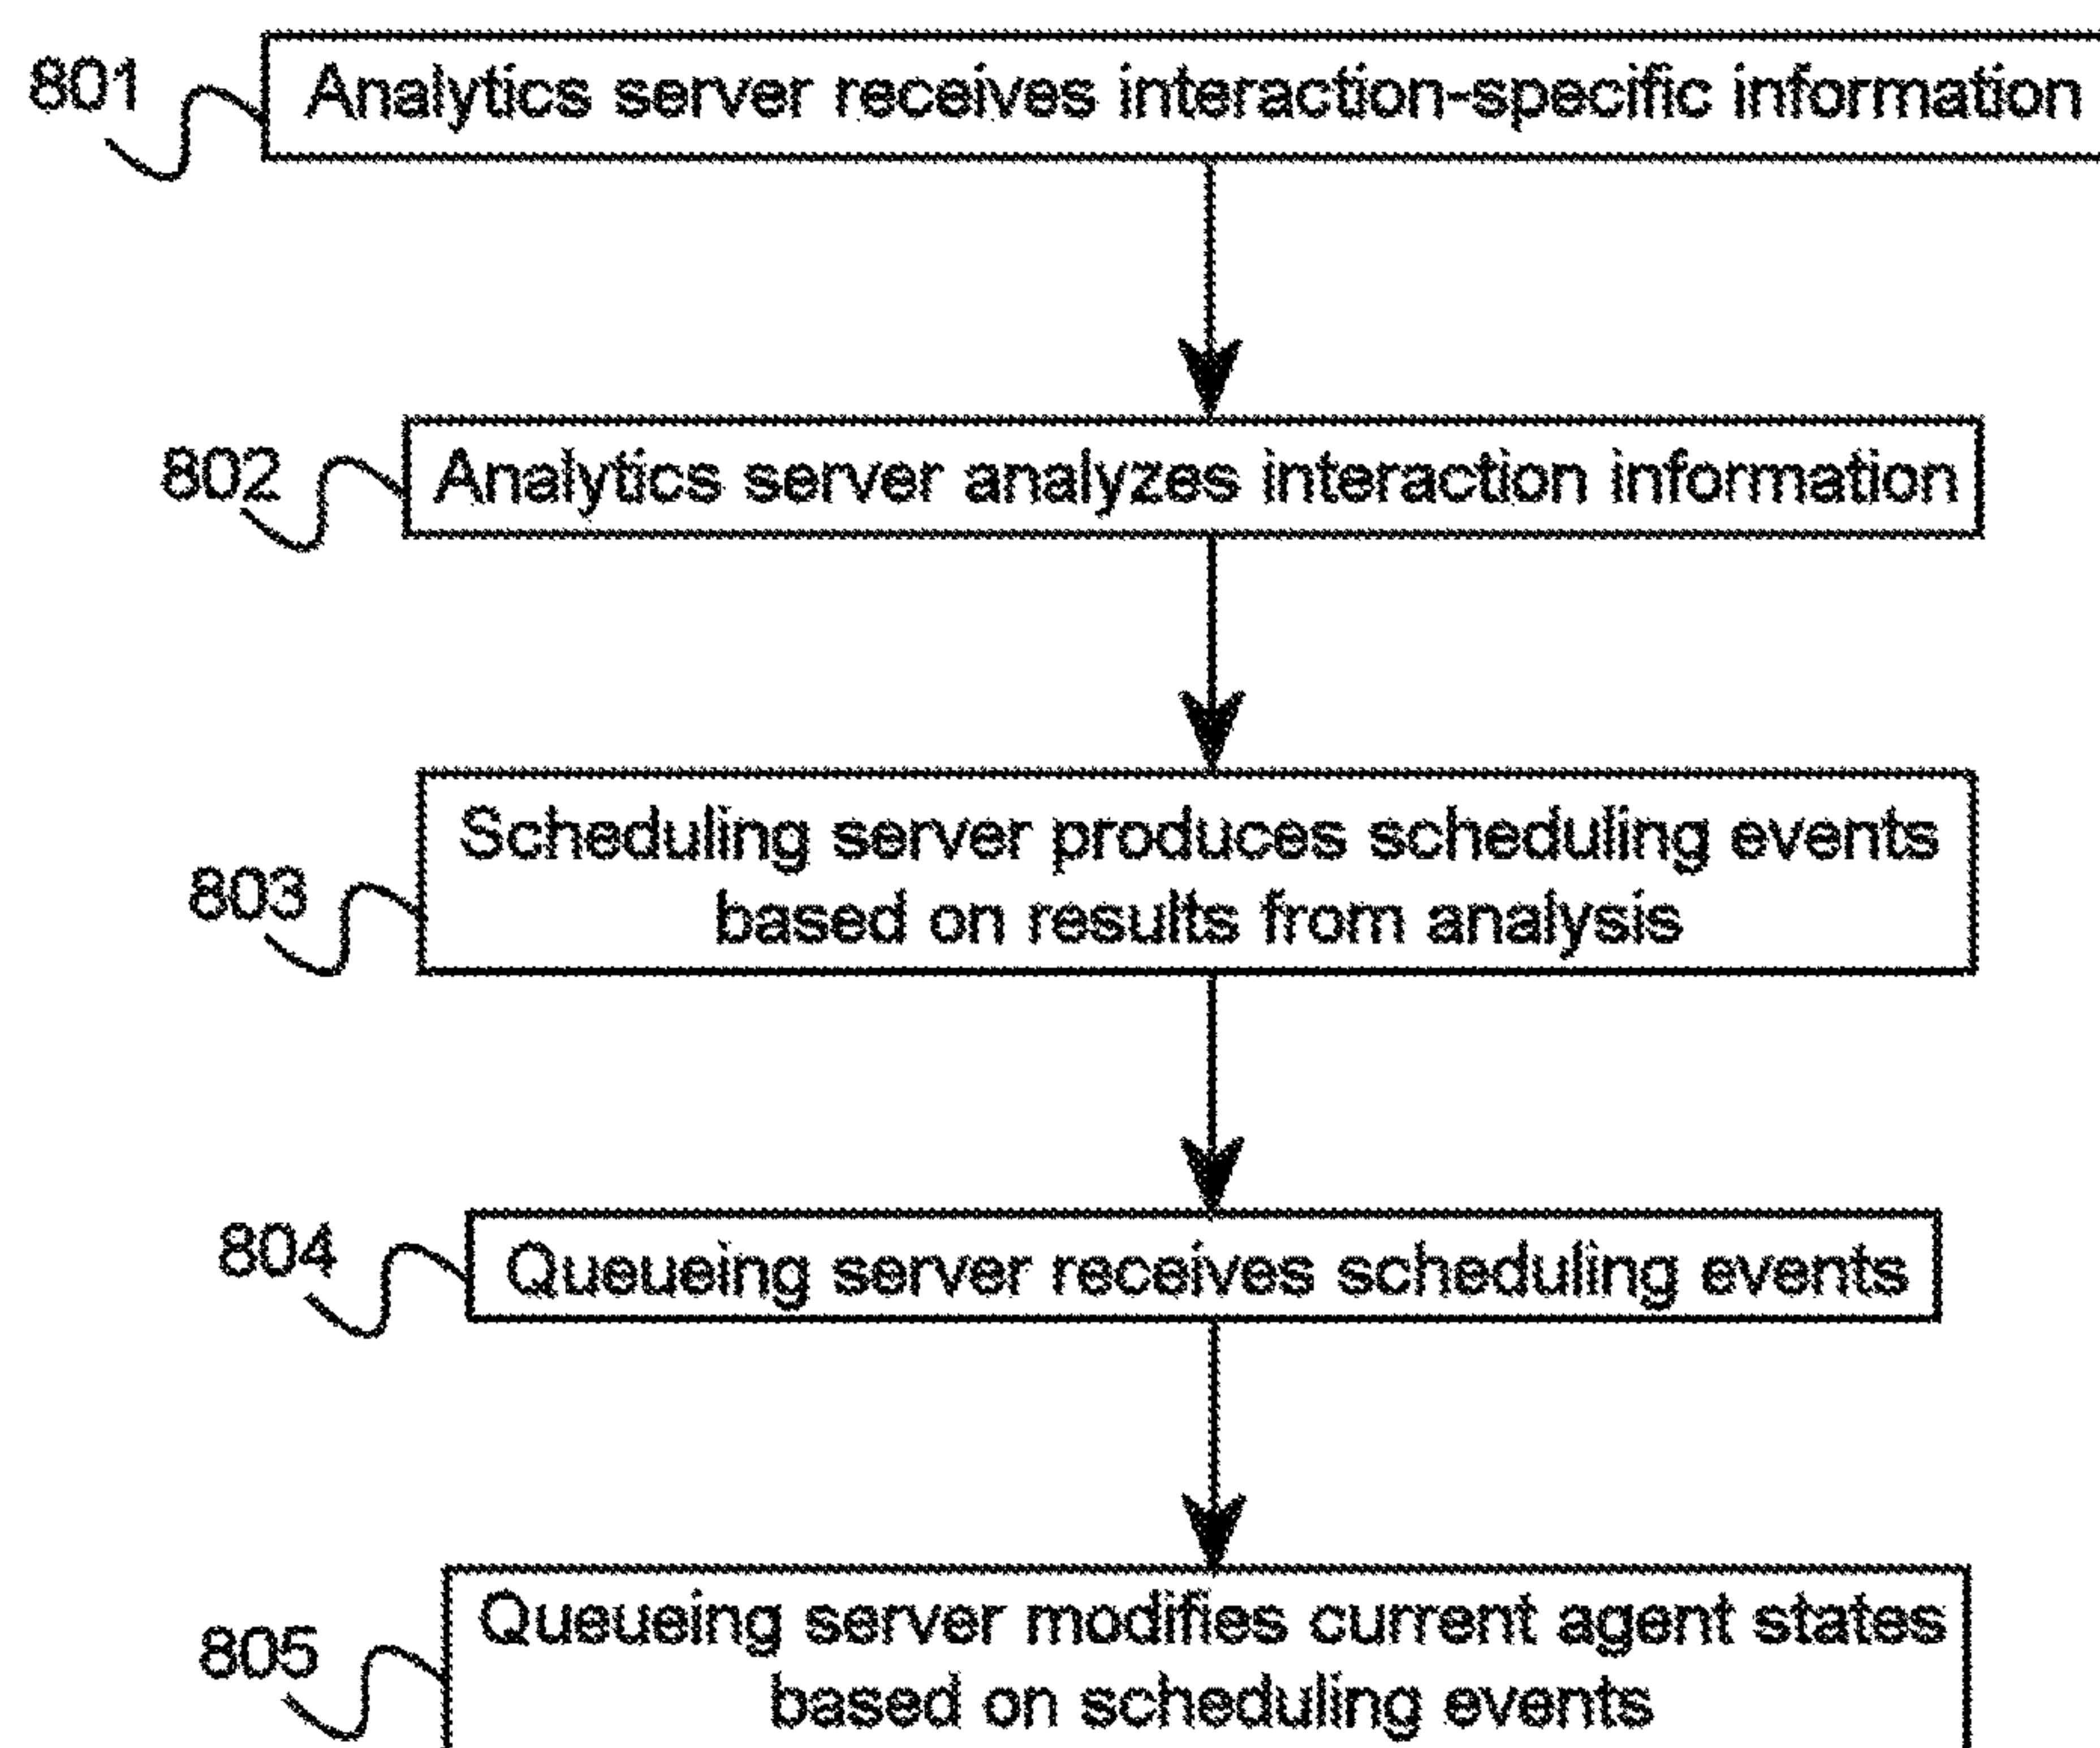 801
Analytics server receives interaction-specific information
802
Analytics server analyzes interaction information
803
Scheduling server produces scheduling events
based on results from analysis
804
Queueing server receives scheduling events
805
Queueing server modifies current agent states
based on scheduling events